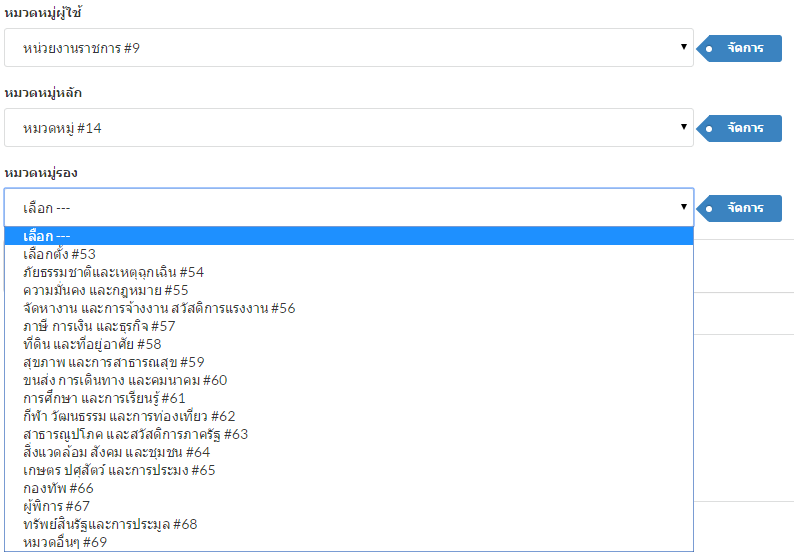 หมวดหมู่ผู้ใช้
หน่วยงานราชการ #9
จัดการ
หมวดหมู่หลัก
หมวดหมู่ #14
จัดการ
หมวดหมู่รอง
เลือก ---
จัดการ
เลือก ---
เลือกตั้ง #53
ภัยธรรมชาติและเหตุฉุกเฉิน #54
ความมั่นคง และกฎหมาย #55
จัดหางาน และการจ้างงาน สวัสดิการแรงงาน #56
ภาษี การเงิน และธุรกิจ #57
ที่ดิน และที่อยู่อาศัย #58
สุขภาพ และการสาธารณสุข #59
ขนส่ง การเดินทาง และคมนาคม #60
การศึกษา และการเรียนรู้ #61
กีฬา วัฒนธรรม และการท่องเที่ยว #62
สาธารณูปโภค และสวัสดิการภาครัฐ #63
สิ่งแวดล้อม สังคม และชุมชน #64
เกษตร ปศุสัตว์ และการประมง #65
กองทัพ #66
ผู้พิการ #67
ทรัพย์สินรัฐและการประมูล #68
หมวดอื่นๆ #69